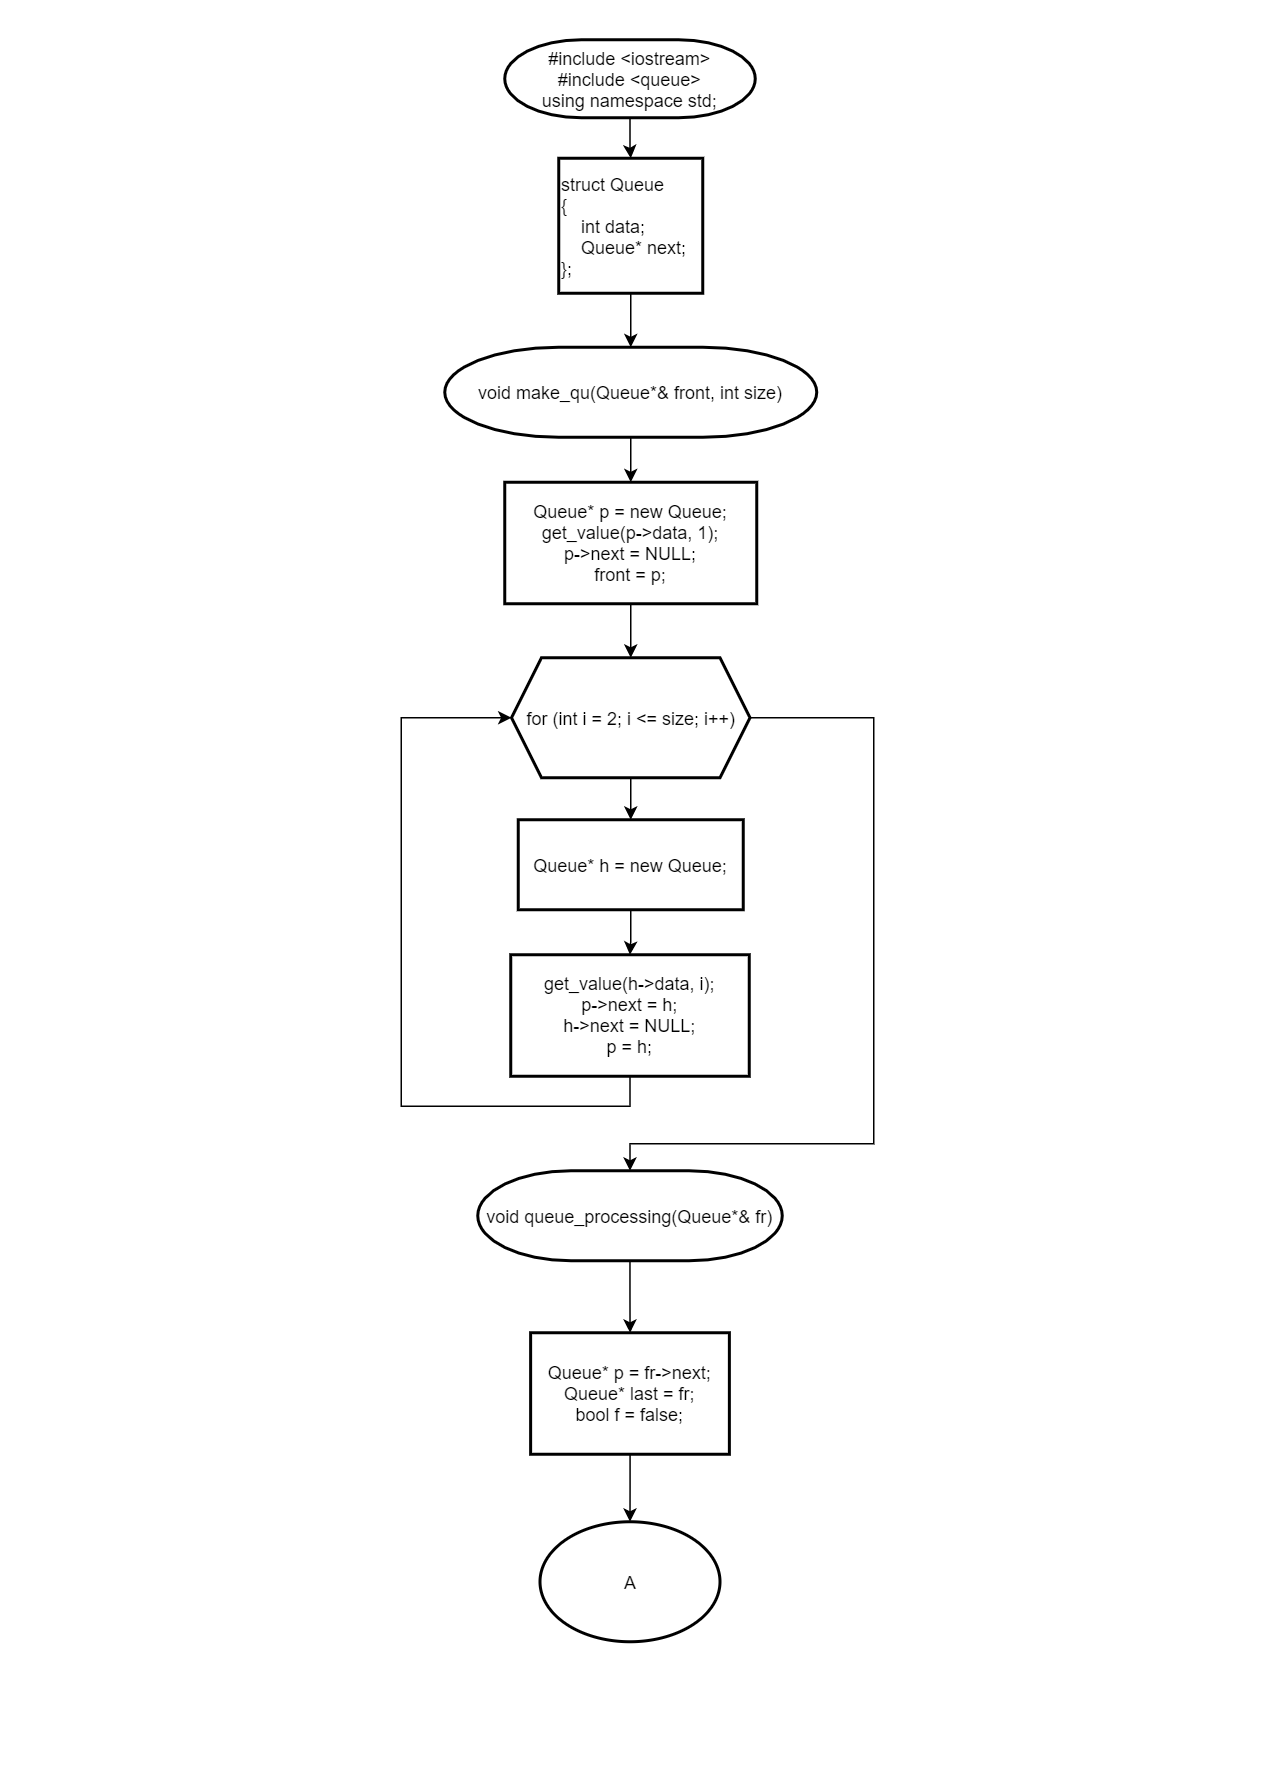 #include <iostream>
#include <queue>
using namespace std;
struct Queue
{
    int data;
    Queue* next;
};
void make_qu(Queue*& front, int size)
Queue* p = new Queue;
get_value(p->data, 1);
p->next = NULL;
front = p;
for (int i = 2; i <= size; i++)
Queue* h = new Queue;
get_value(h->data, i);
p->next = h;
h->next = NULL;
p = h;
void queue_processing(Queue*& fr)
Queue* p = fr->next;
Queue* last = fr;
bool f = false;
A